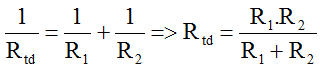 1/R_td = 1/R_1 + 1/R_2 => R_td = R_1.R_2/(R_1 + R_2)